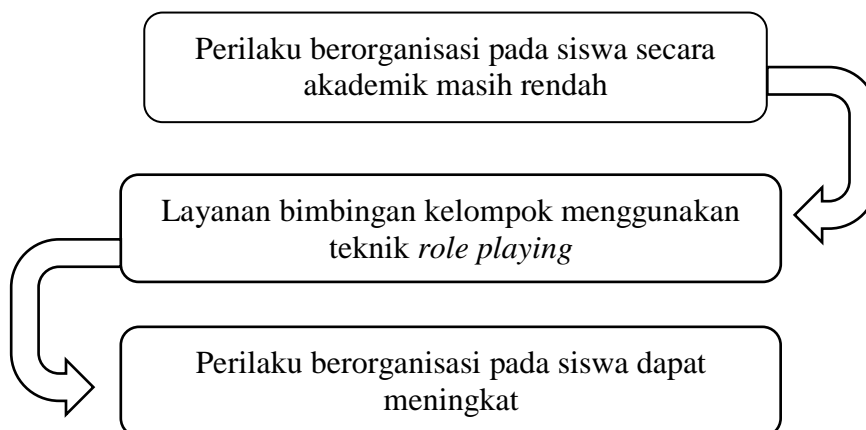 Perilaku berorganisasi pada siswa secara
akademik masih rendah
Layanan bimbingan kelompok menggunakan
teknik role playing
Perilaku berorganisasi pada siswa dapat
meningkat